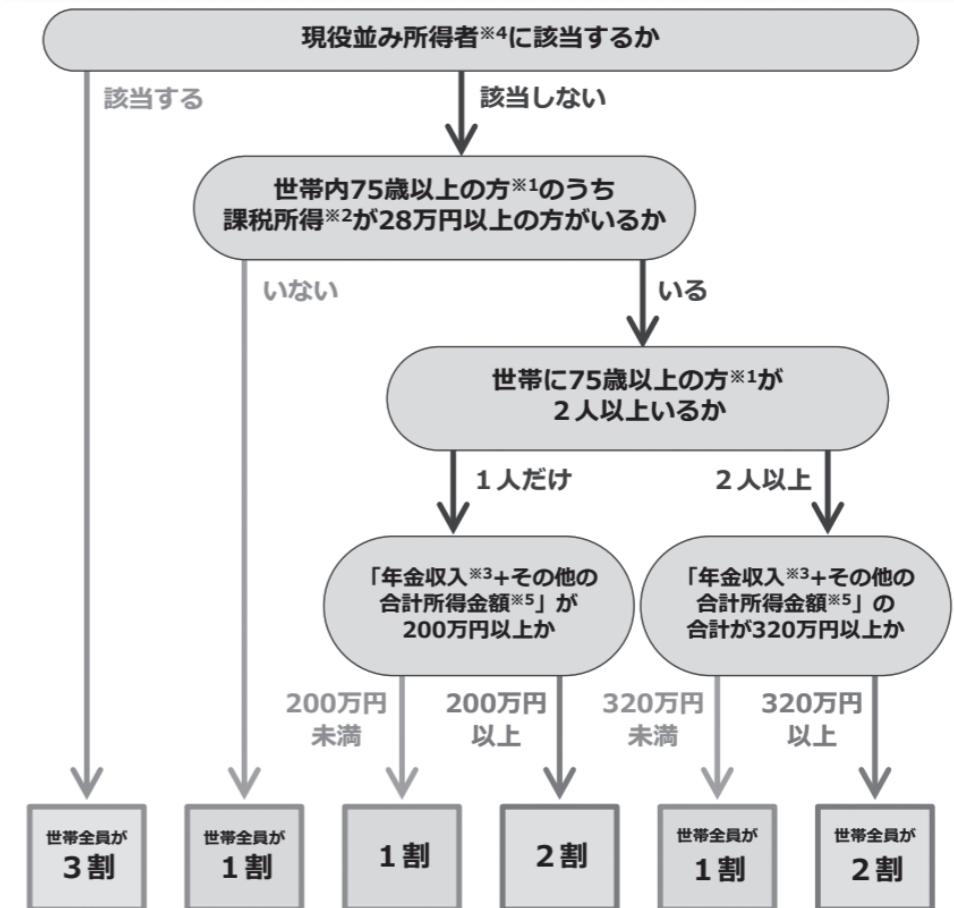 現役並み所得者※4に該当するか
該当する
該当しない
世帯内75歳以上の方※1のうち
課税所得※2が28万円以上の方がいるか
いない
いる
世帯に75歳以上の方※1が
２人以上いるか
１人だけ
２人以上
「年金収入※3+その他の
合計所得金額※5」が
200万円以上か
「年金収入※3+その他の
合計所得金額※5」の
合計が320万円以上か
200万円
未満
200万円
以上
320万円
未満
320万円
以上
世帯全員が
３割
世帯全員が
１割
１割
２割
世帯全員が
１割
世帯全員が
２割